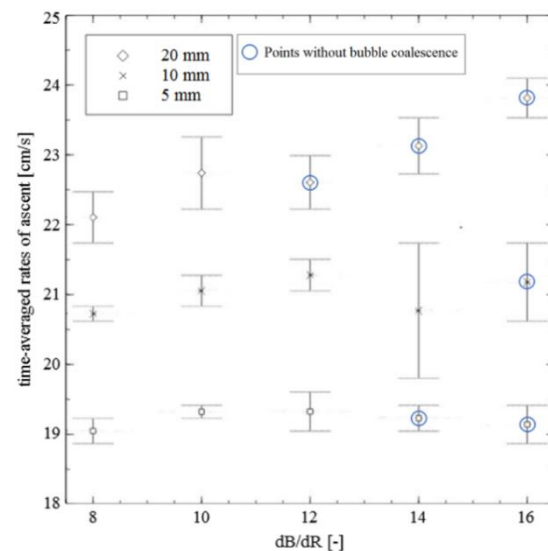 25
24
23
22
21
20
19
18
time-averaged rates of ascent [cm/s]
20 mm
10 mm
5 mm
Points without bubble coalescence
8 10 12 14 16
dB/dR [-]